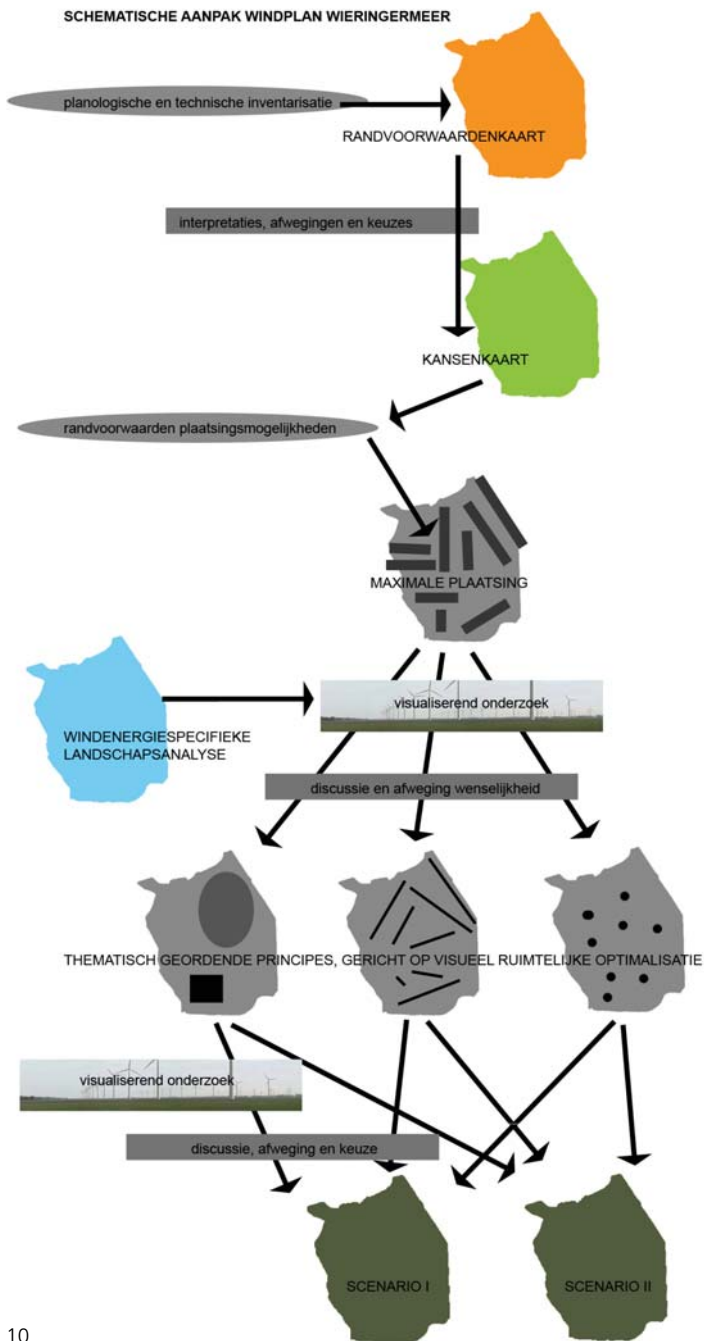 SCHEMATISCHE AANPAK WINDPLAN WIERINGERMEER
planologische en technische inventarisatie
RANDVOORWAARDENKAART
interpretaties, afwegingen en keuzes
KANSENKAART
randvoorwaarden plaatsingsmogelijkheden
MAXIMALE PLAATSING
visualiserend onderzoek
WINDENERGIESPECIFIEKE
LANDSCHAPSANALYSE
discussie en afweging wenselijkheid
THEMATISCH GEORDENDE PRINCIPES, GERICHT OP VISUEEL RUIMTELIJKE OPTIMALISATIE
visualiserend onderzoek
discussie, afweging en keuze
SCENARIO I
SCENARIO II
10